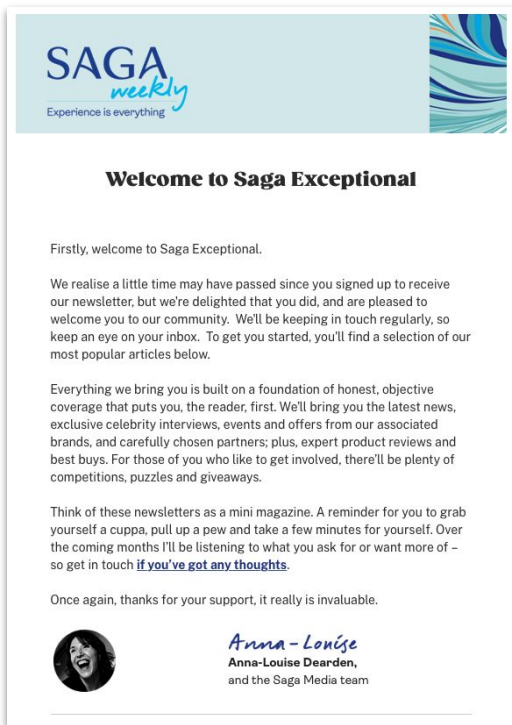 SAGA
weekly
Experience is everything
Welcome to Saga Exceptional
Firstly, welcome to Saga Exceptional.
We realise a little time may have passed since you signed up to receive
our newsletter, but we're delighted that you did, and are pleased to
welcome you to our community.  We'll be keeping in touch regularly, so
keep an eye on your inbox.  To get you started, you'll find a selection of our
most popular articles below.
Everything we bring you is built on a foundation of honest, objective
coverage that puts you, the reader, first. We'll bring you the latest news,
exclusive celebrity interviews, events and offers from our associated
brands, and carefully chosen partners; plus, expert product reviews and
best buys. For those of you who like to get involved, there'll be plenty of
competitions, puzzles and giveaways.
Think of these newsletters as a mini magazine. A reminder for you to grab
yourself a cuppa, pull up a pew and take a few minutes for yourself. Over
the coming months I'll be listening to what you ask for or want more of –
so get in touch if you've got any thoughts.
Once again, thanks for your support, it really is invaluable.
Anna-Louise
Anna-Louise Dearden,
and the Saga Media team